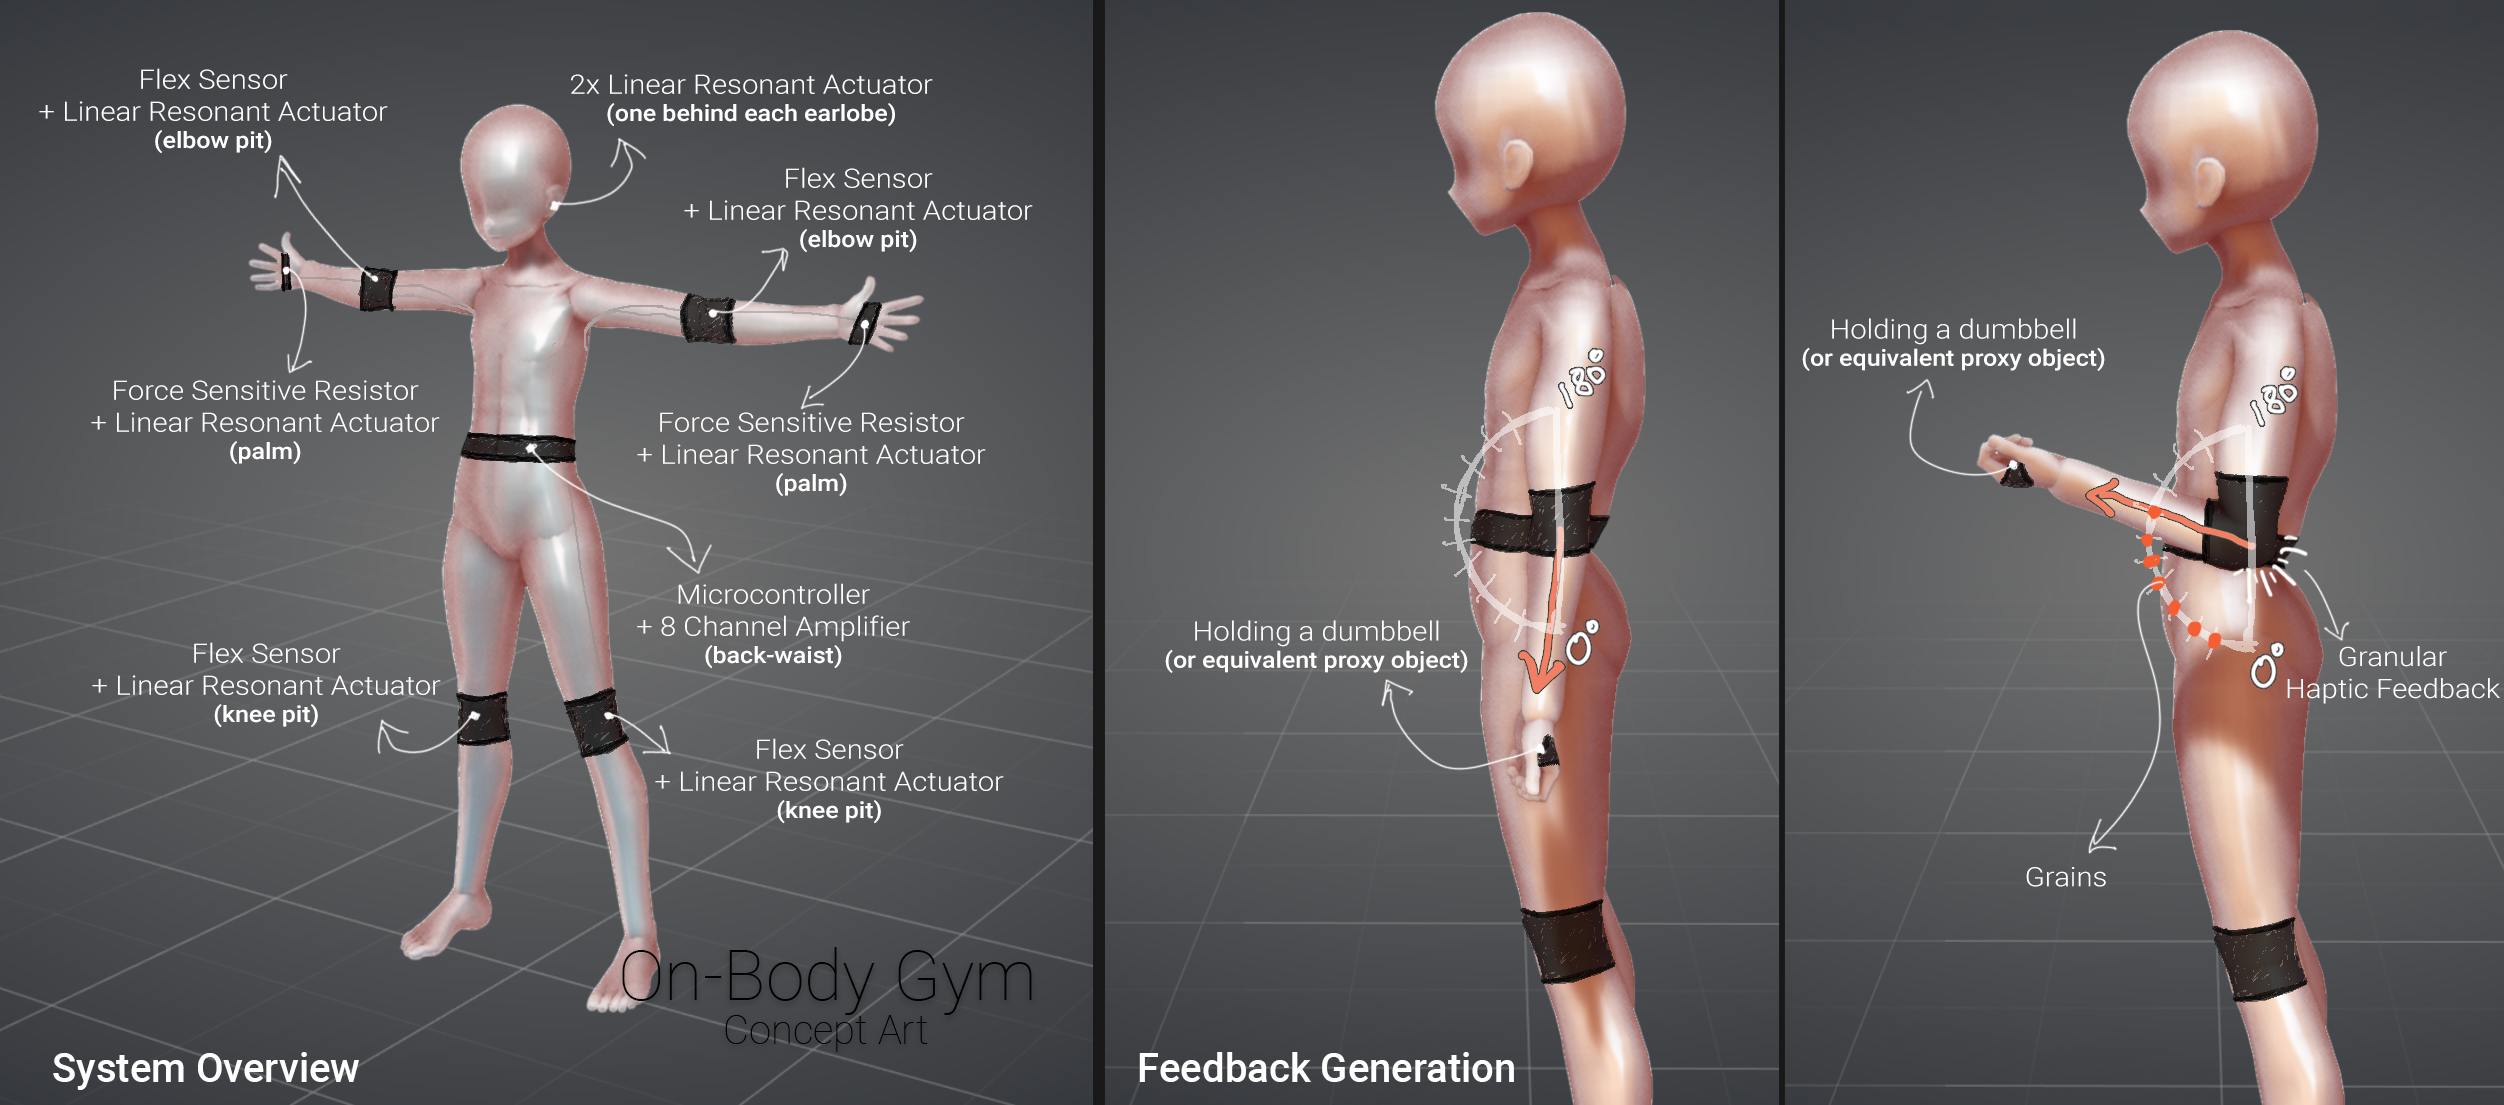 Flex Sensor
+ Linear Resonant Actuator
(elbow pit)
2x Linear Resonant Actuator
(one behind each earlobe)
Flex Sensor
+ Linear Resonant Actuator
(elbow pit)
Force Sensitive Resistor
+ Linear Resonant Actuator
(palm)
Force Sensitive Resistor
+ Linear Resonant Actuator
(palm)
Microcontroller
+ 8 Channel Amplifier
(back-waist)
Flex Sensor
+ Linear Resonant Actuator
(knee pit)
Flex Sensor
+ Linear Resonant Actuator
(knee pit)
On-Body Gym
Concept Art
System Overview
180°
0°
Holding a dumbbell
(or equivalent proxy object)
Feedback Generation
Holding a dumbbell
(or equivalent proxy object)
180°
0°
Granular
Haptic Feedback
Grains